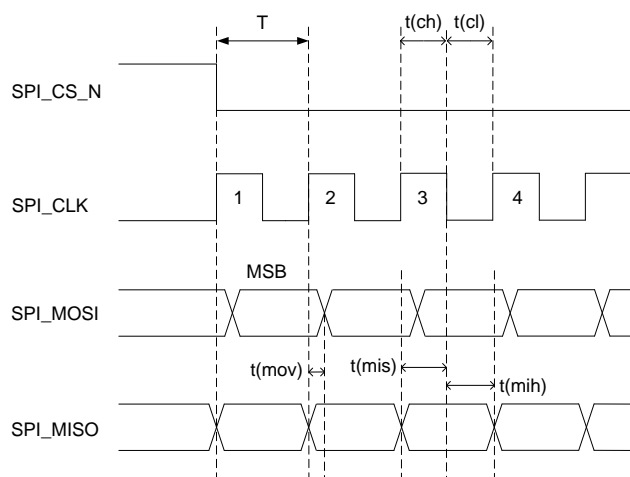 T
t(ch)
t(cl)
SPI_CS_N
SPI_CLK
1
2
3
4
MSB
SPI_MOSI
t(mov)
t(mis)
t(mih)
SPI_MISO